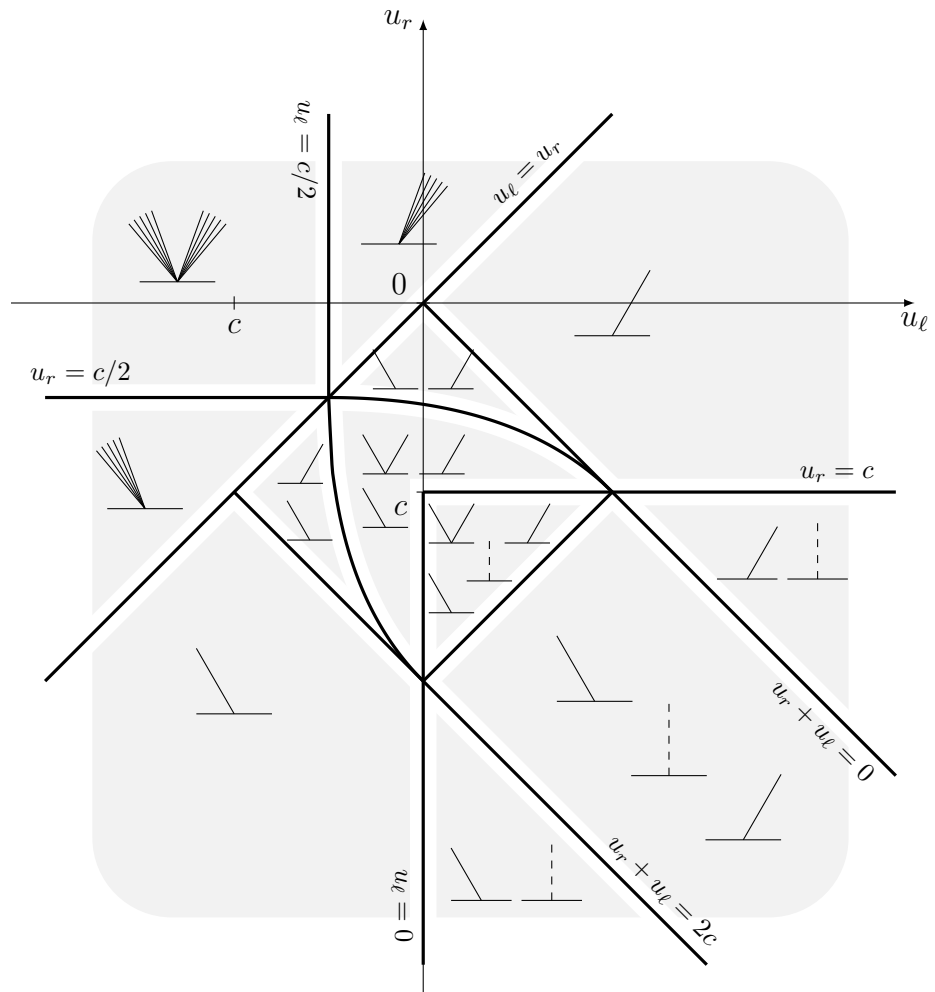 u_r
u_ℓ = c/2
u_ℓ = u_r
0
c
u_ℓ
u_r = c/2
u_r = c
c
u_r + u_ℓ = 0
u_r + u_ℓ = 2c
u_ℓ = 0